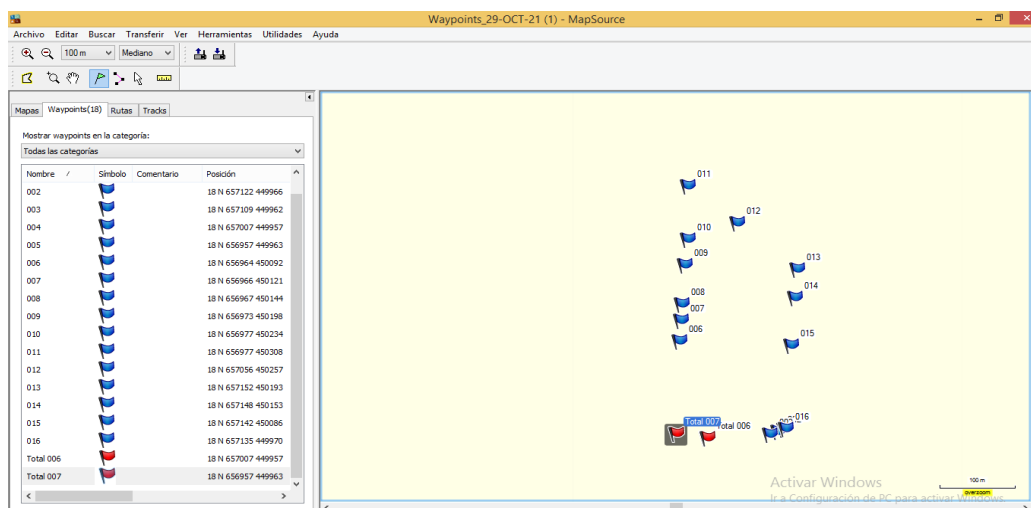 Waypoints_29-OCT-21 (1) - MapSource
Archivo Editar Buscar Transferir Ver Herramientas Utilidades Ayuda
100 m Mediano
Mapas Waypoints(18) Rutas Tracks
Mostrar waypoints en la categoría:
Todas las categorías
Nombre / Símbolo Comentario Posición
002 18 N 657122 449966
003 18 N 657109 449962
004 18 N 657007 449957
005 18 N 656957 449963
006 18 N 656964 450092
007 18 N 656966 450121
008 18 N 656967 450144
009 18 N 656973 450198
010 18 N 656977 450234
011 18 N 656977 450308
012 18 N 657056 450257
013 18 N 657152 450193
014 18 N 657148 450153
015 18 N 657142 450086
016 18 N 657135 449970
Total 006 18 N 657007 449957
Total 007 18 N 656957 449963
011
012
010
009
013
014
008
007
006
015
016
Total 007
Total 006
Activar Windows
Ir a Configuración de PC para activar Windows.
100 m
overzoom